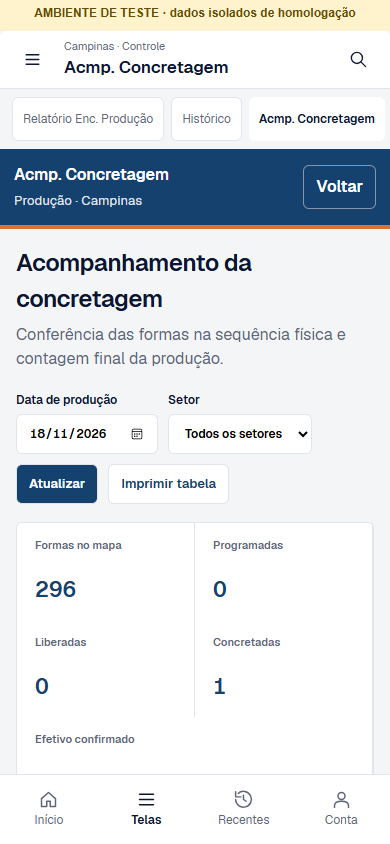 AMBIENTE DE TESTE · dados isolados de homologação
Campinas · Controle
Acmp. Concretagem
Relatório Enc. Produção
Histórico
Acmp. Concretagem
Acmp. Concretagem
Produção · Campinas
Voltar
Acompanhamento da
concretagem
Conferência das formas na sequência física e
contagem final da produção.
Data de produção
Setor
18/11/2026
Todos os setores
Atualizar
Imprimir tabela
Formas no mapa
Programadas
296
0
Liberadas
Concretadas
0
1
Efetivo confirmado
Início
Telas
Recentes
Conta